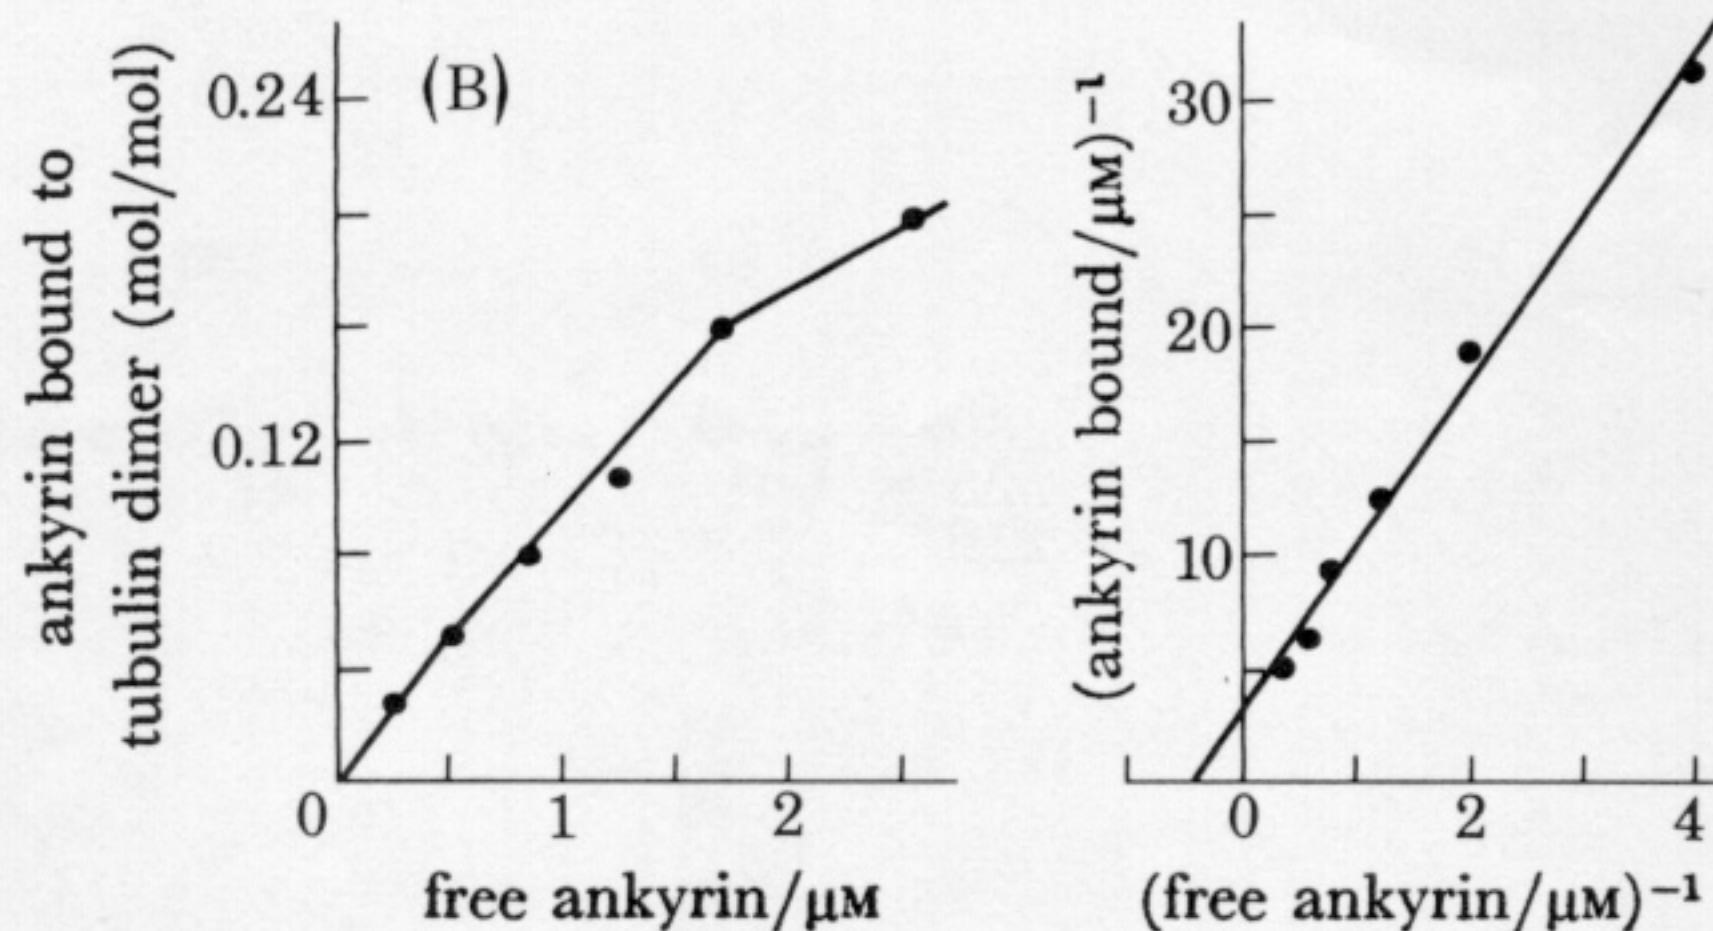 ankyrin bound to
tubulin dimer (mol/mol)
0.24
(B)
0.12
0 1 2
free ankyrin/μM
(ankyrin bound/μM)⁻¹
30
20
10
0 2 4
(free ankyrin/μM)⁻¹